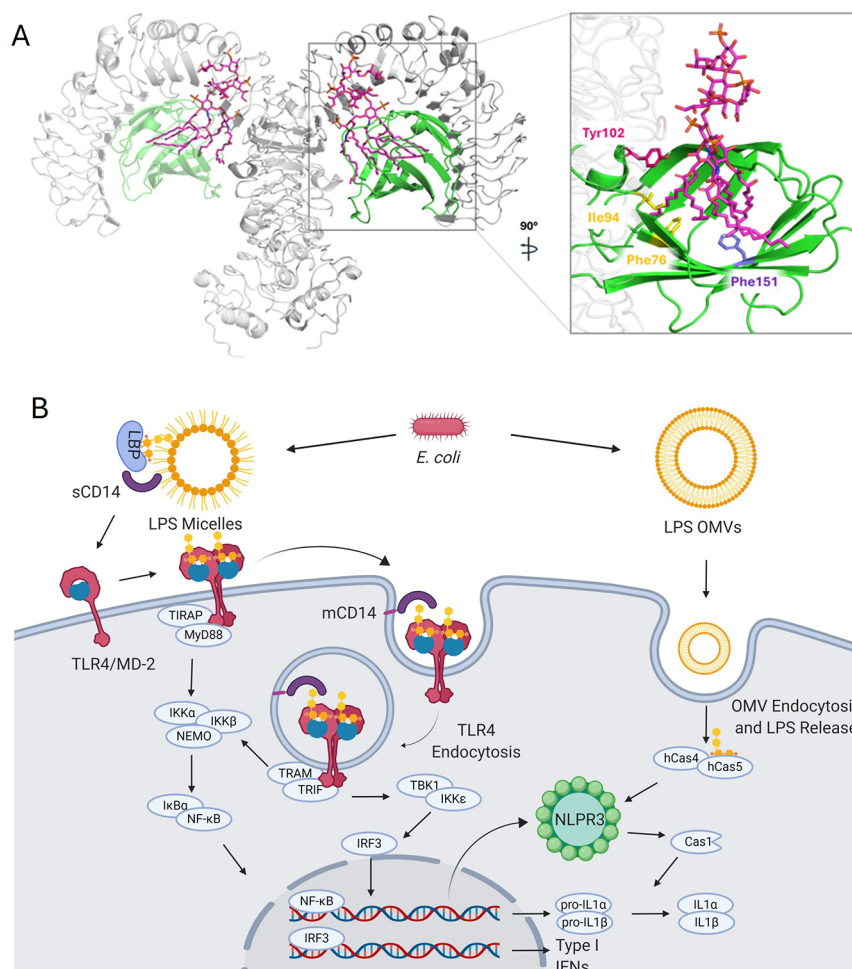 A
90°
Tyr102
Ile94
Phe76
Phe151
B
LBP
sCD14
LPS Micelles
E. coli
LPS OMVs
TIRAP
MyD88
TLR4/MD-2
mCD14
IKKα
IKKβ
NEMO
TLR4
Endocytosis
OMV Endocytosi
and LPS Release
hCas4
hCas5
TRAM
TRIF
TBK1
IKKε
IκBα
NF-κB
NLPR3
Cas1
IRF3
NF-κB
pro-IL1α
pro-IL1β
IL1α
IL1β
IRF3
Type I
IFNs